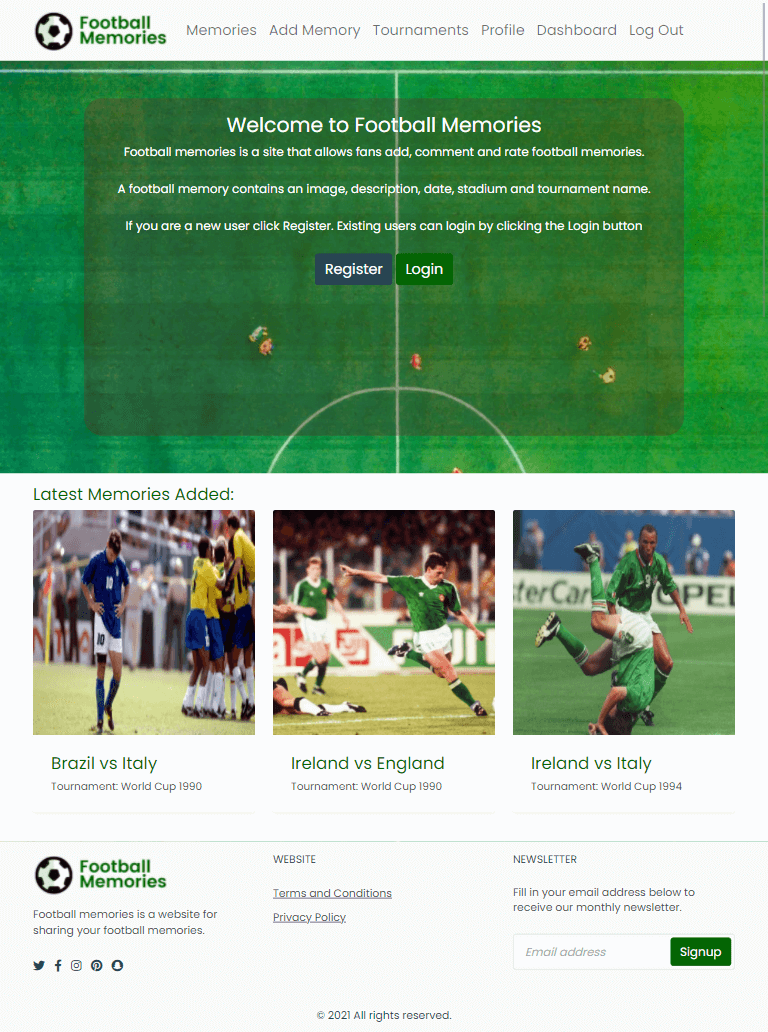 Football
Memories
Memories Add Memory Tournaments Profile Dashboard Log Out
Welcome to Football Memories
Football memories is a site that allows fans add, comment and rate football memories.
A football memory contains an image, description, date, stadium and tournament name.
If you are a new user click Register. Existing users can login by clicking the Login button
Register Login
Latest Memories Added:
10
10
9
terCar
OPEL
Brazil vs Italy
Tournament: World Cup 1990
Ireland vs England
Tournament: World Cup 1990
Ireland vs Italy
Tournament: World Cup 1994
Football
Memories
Football memories is a website for
sharing your football memories.
WEBSITE
Terms and Conditions
Privacy Policy
NEWSLETTER
Fill in your email address below to
receive our monthly newsletter.
Email address Signup
© 2021 All rights reserved.